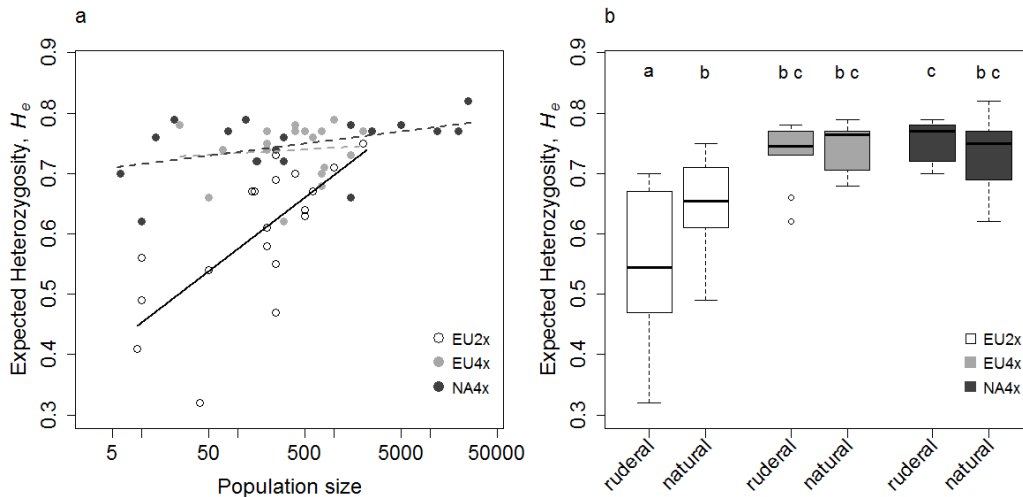 a
Expected Heterozygosity, He
0.9
0.8
0.7
0.6
0.5
0.4
0.3
EU2x
EU4x
NA4x
5 50 500 5000 50000
Population size
b
Expected Heterozygosity, He
0.9
0.8
0.7
0.6
0.5
0.4
0.3
a b b c b c c b c
EU2x
EU4x
NA4x
ruderal natural ruderal natural ruderal natural